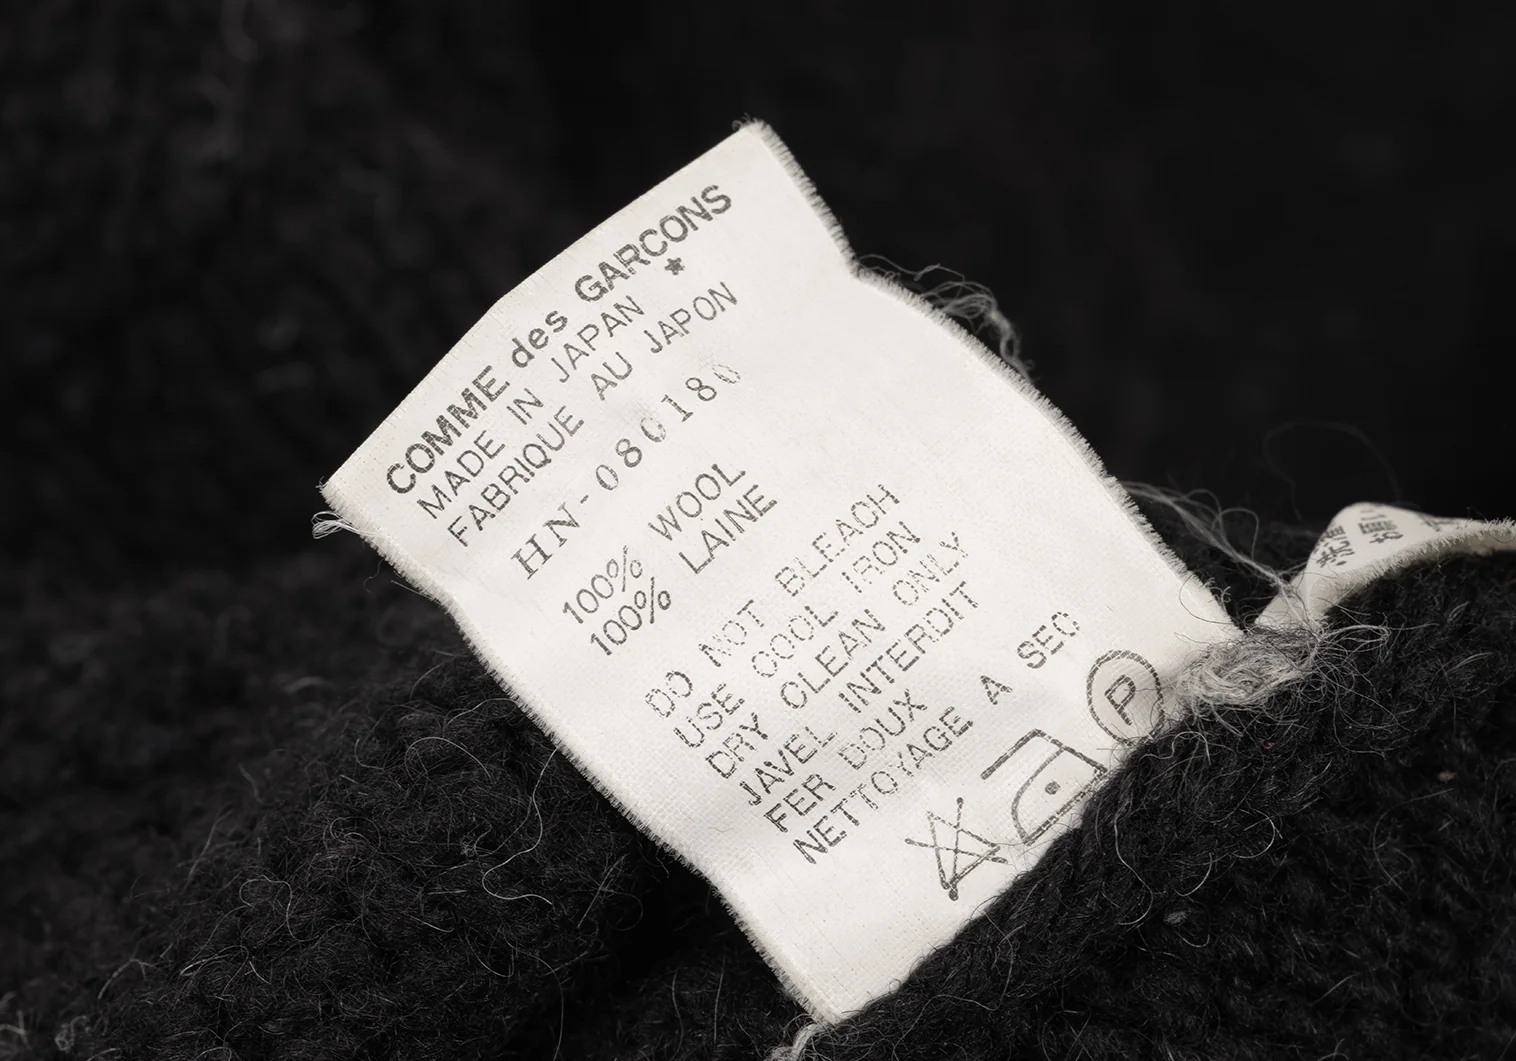 COMME des GARCONS
★
MADE IN JAPAN
FABRIQUE AU JAPON
HN-080180
100% WOOL
100% LAINE
DO NOT BLEACH
USE COOL IRON
DRY CLEAN ONLY
JAVEL INTERDIT
FER DOUX
NETTOYAGE A SEC
P